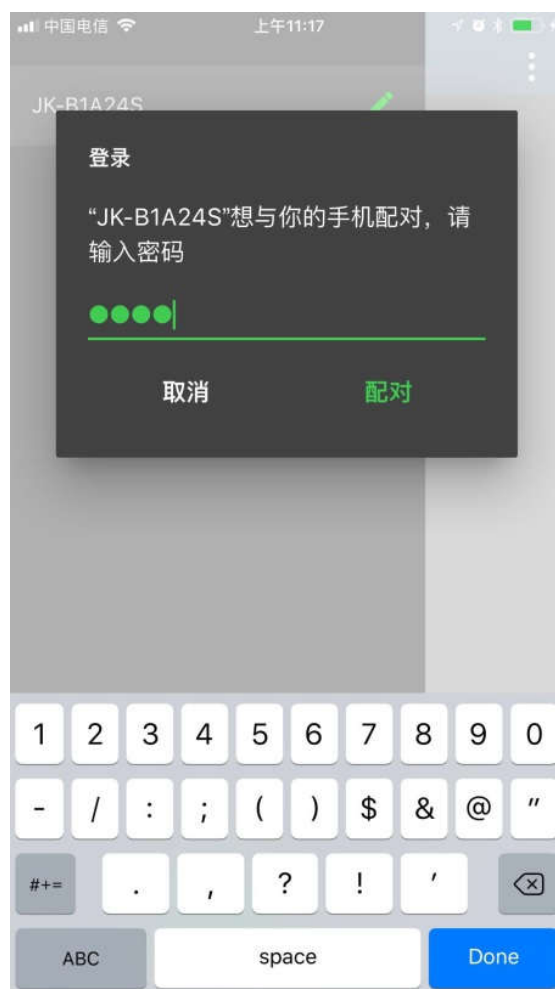 中国电信 上午11:17
JK-B1A24S
登录
“JK-B1A24S”想与你的手机配对，请
输入密码
取消 配对
1 2 3 4 5 6 7 8 9 0
- / : ; ( ) $ & @ "
#+= . , ? ! '
ABC space Done